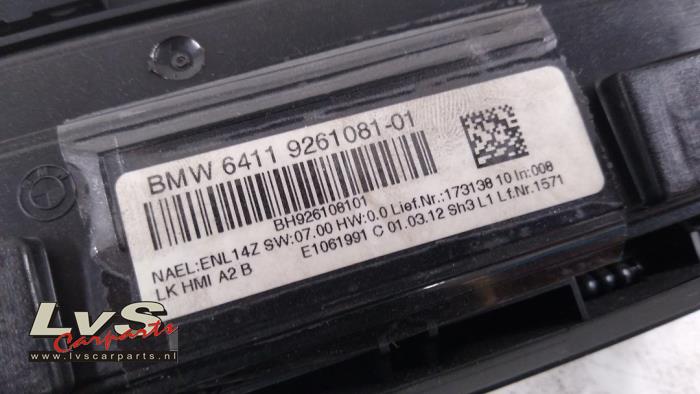 BMW 6411 9261081-01
BH926108101
NAEL:ENL14Z SW:07.00 HW:0.0 Lief.Nr.:173138 10 In:008
LK HMI A2 B E1061991 C 01.03.12 Sh3 L1 Lf.Nr.1571
LvS
Carparts
www.lvscarparts.nl